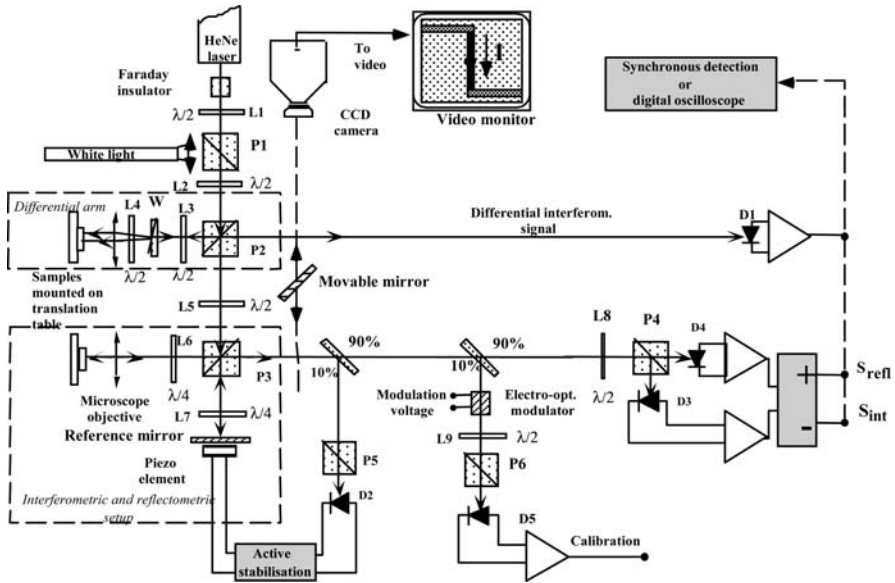 HeNe
laser
Faraday
insulator
λ/2
L1
White light
P1
L2
λ/2
To
video
CCD
camera
I
Video monitor
Synchronous detection
or
digital oscilloscope
Differential arm
L4
W
L3
P2
λ/2
λ/2
Differential interferom.
signal
D1
Samples
mounted on
translation
table
L5
λ/2
Movable mirror
L6
P3
λ/4
Microscope
objective
L7
λ/4
Reference mirror
Piezo
element
Interferometric and reflectometric
setup
90%
10%
P5
D2
Active
stabilisation
90%
10%
Modulation
voltage
Electro-opt.
modulator
L9
λ/2
P6
D5
Calibration
L8
λ/2
P4
D4
D3
+
-
Srefl
Sint